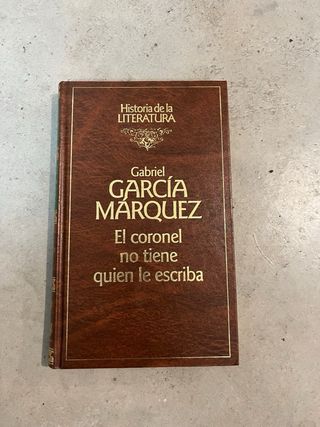 Historia de la
LITERATURA
Gabriel
GARCÍA
MÁRQUEZ
El coronel
no tiene
quien le escriba